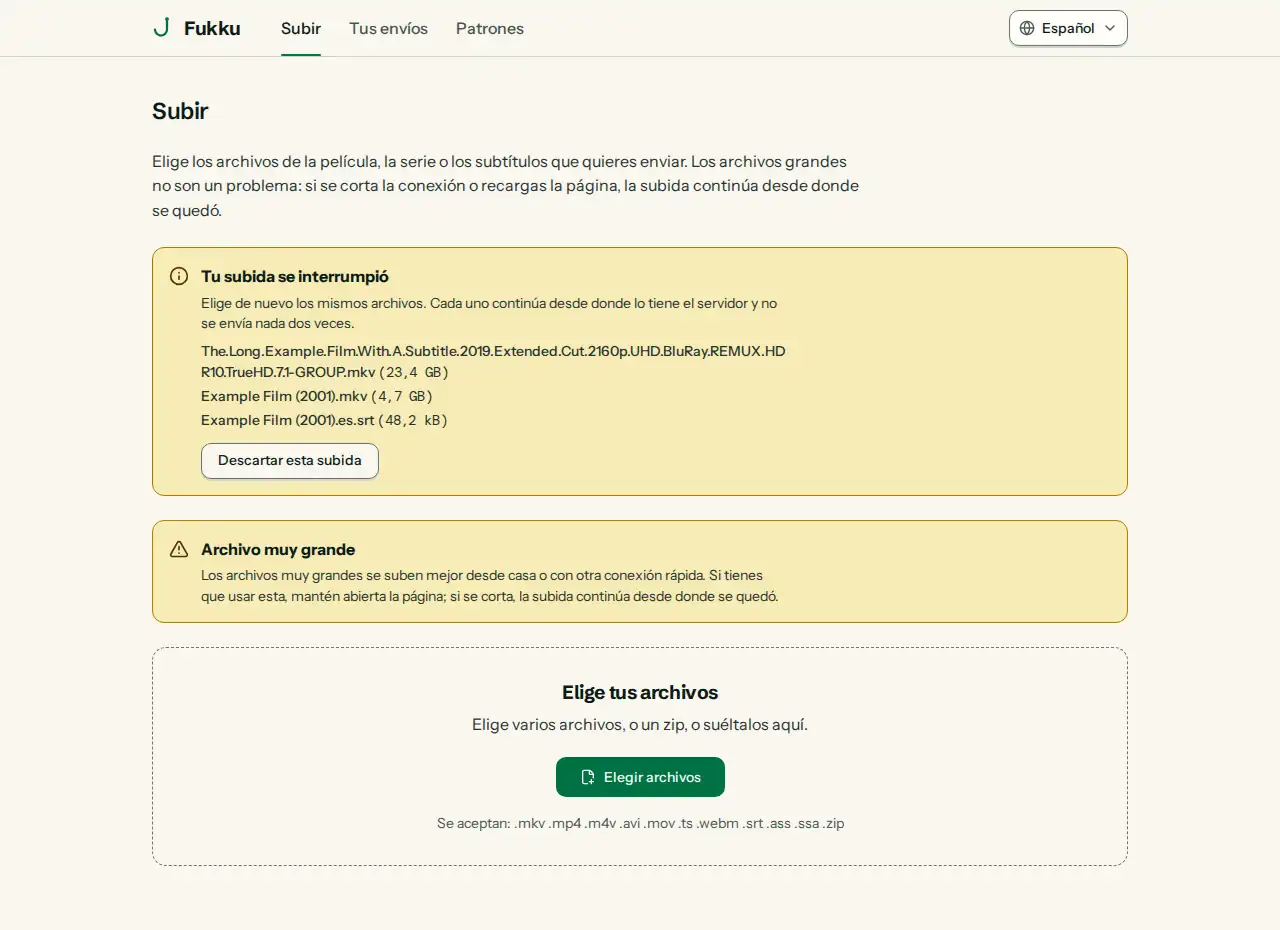 Fukku
Subir
Tus envíos
Patrones
Español
Subir
Elige los archivos de la película, la serie o los subtítulos que quieres enviar. Los archivos grandes
no son un problema: si se corta la conexión o recargas la página, la subida continúa desde donde
se quedó.
Tu subida se interrumpió
Elige de nuevo los mismos archivos. Cada uno continúa desde donde lo tiene el servidor y no
se envía nada dos veces.
The.Long.Example.Film.With.A.Subtitle.2019.Extended.Cut.2160p.UHD.BluRay.REMUX.HD
R10.TrueHD.7.1-GROUP.mkv (23,4 GB)
Example Film (2001).mkv (4,7 GB)
Example Film (2001).es.srt (48,2 kB)
Descartar esta subida
Archivo muy grande
Los archivos muy grandes se suben mejor desde casa o con otra conexión rápida. Si tienes
que usar esta, mantén abierta la página; si se corta, la subida continúa desde donde se quedó.
Elige tus archivos
Elige varios archivos, o un zip, o suéltalos aquí.
Elegir archivos
Se aceptan: .mkv .mp4 .m4v .avi .mov .ts .webm .srt .ass .ssa .zip